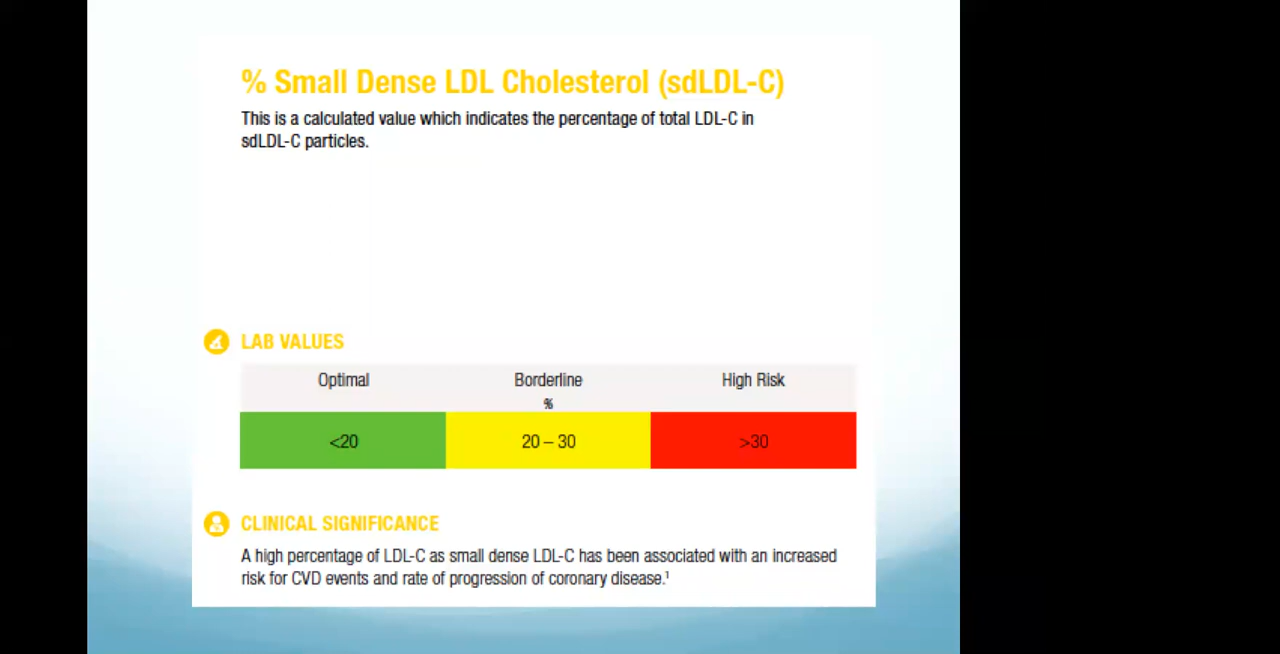 % Small Dense LDL Cholesterol (sdLDL-C)
This is a calculated value which indicates the percentage of total LDL-C in
sdLDL-C particles.
LAB VALUES
Optimal Borderline High Risk
%
<20 20 – 30 >30
CLINICAL SIGNIFICANCE
A high percentage of LDL-C as small dense LDL-C has been associated with an increased
risk for CVD events and rate of progression of coronary disease.¹